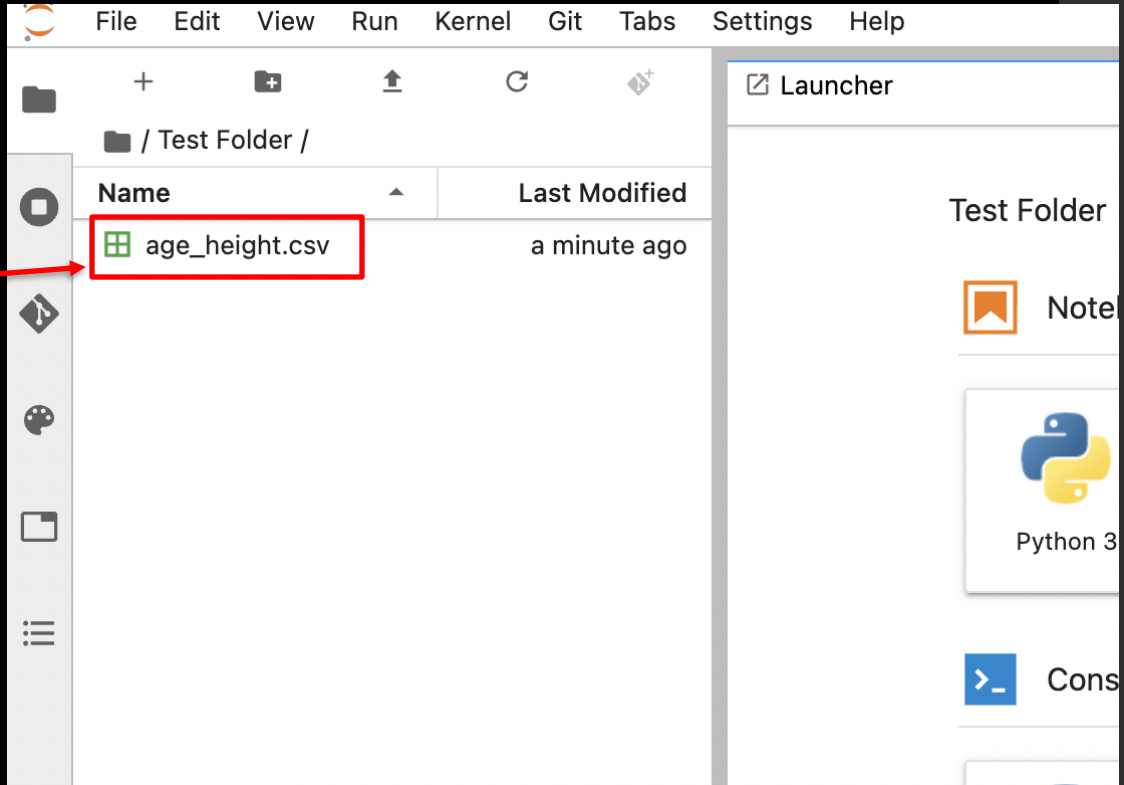 File Edit View Run Kernel Git Tabs Settings Help
Launcher
/ Test Folder /
Name Last Modified
age_height.csv a minute ago
Test Folder
Python 3